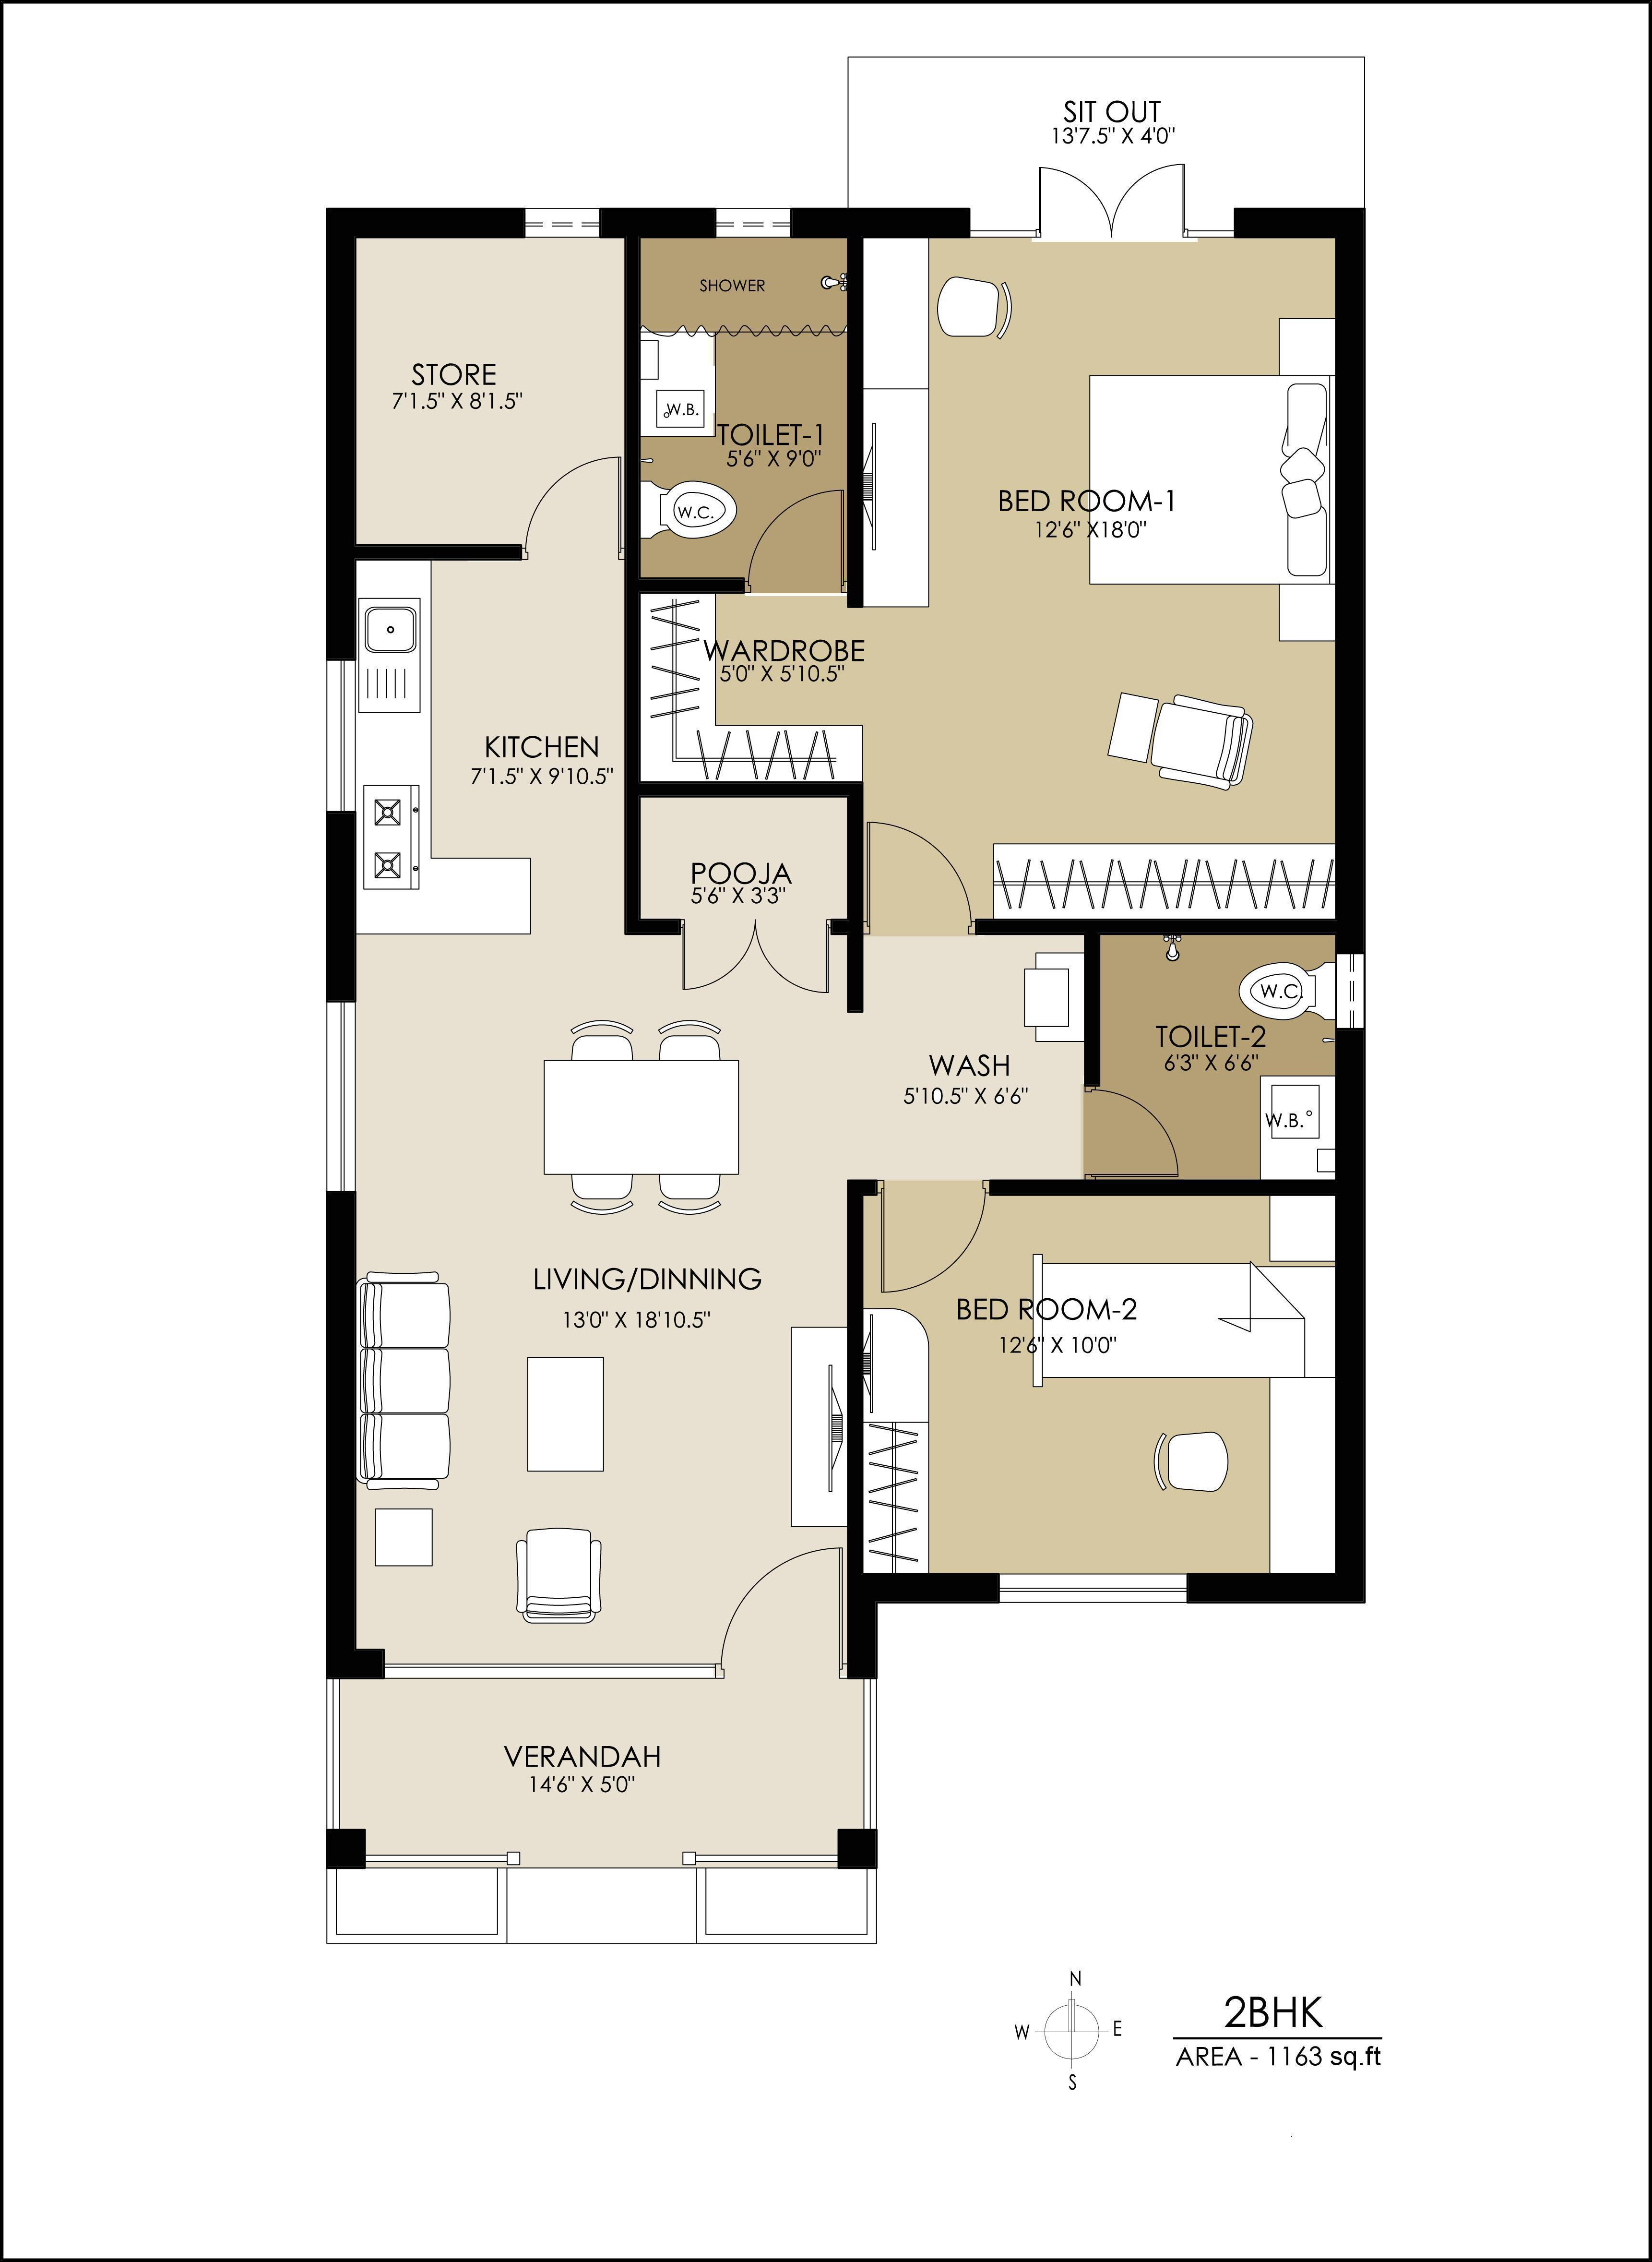 SIT OUT
13'7.5" X 4'0"
SHOWER
STORE
7'1.5" X 8'1.5"
W.B.
TOILET-1
5'6" X 9'0"
W.C.
BED ROOM-1
12'6" X18'0"
WARDROBE
5'0" X 5'10.5"
KITCHEN
7'1.5" X 9'10.5"
POOJA
5'6" X 3'3"
W.C.
TOILET-2
6'3" X 6'6"
WASH
5'10.5" X 6'6"
W.B.
LIVING/DINNING
13'0" X 18'10.5"
BED ROOM-2
12'6" X 10'0"
VERANDAH
14'6" X 5'0"
N
W
E
S
2BHK
AREA - 1163 sq.ft